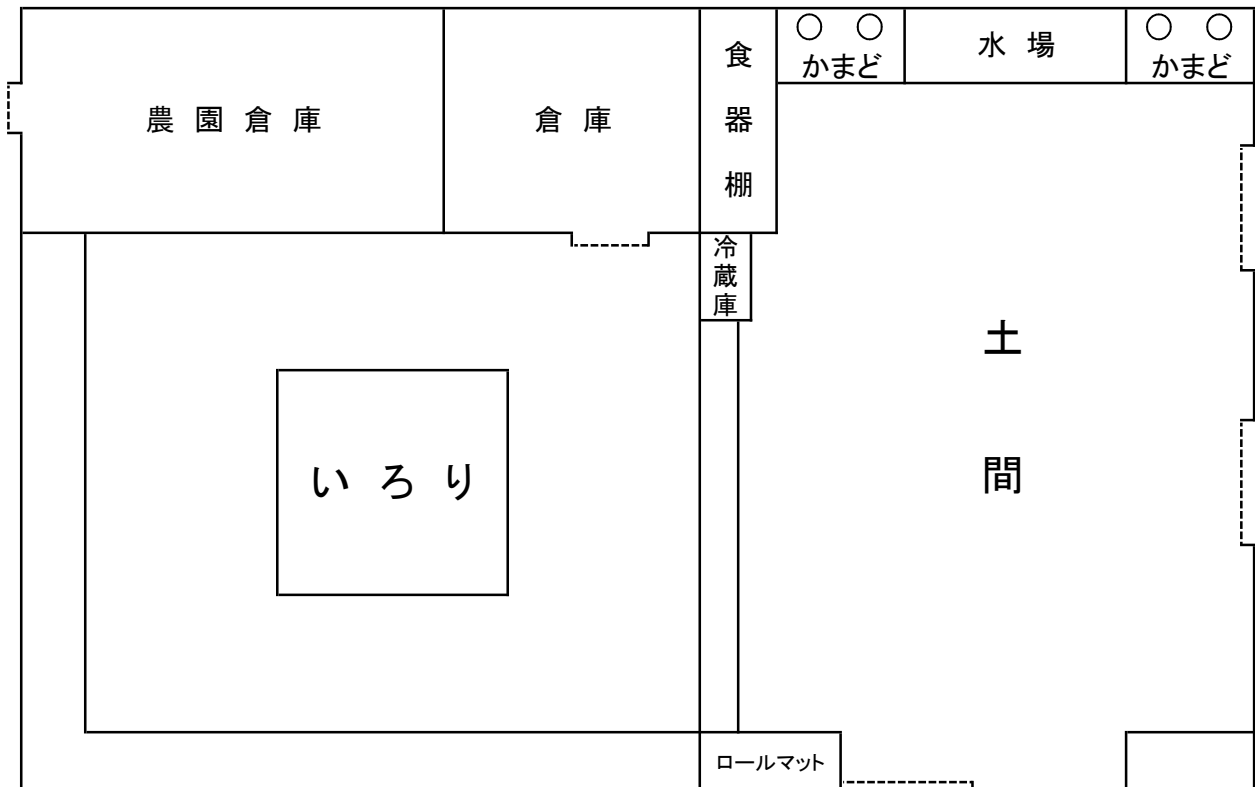 農園倉庫
倉庫
食器棚
かまど
水場
かまど
冷蔵庫
土間
いろり
ロールマット